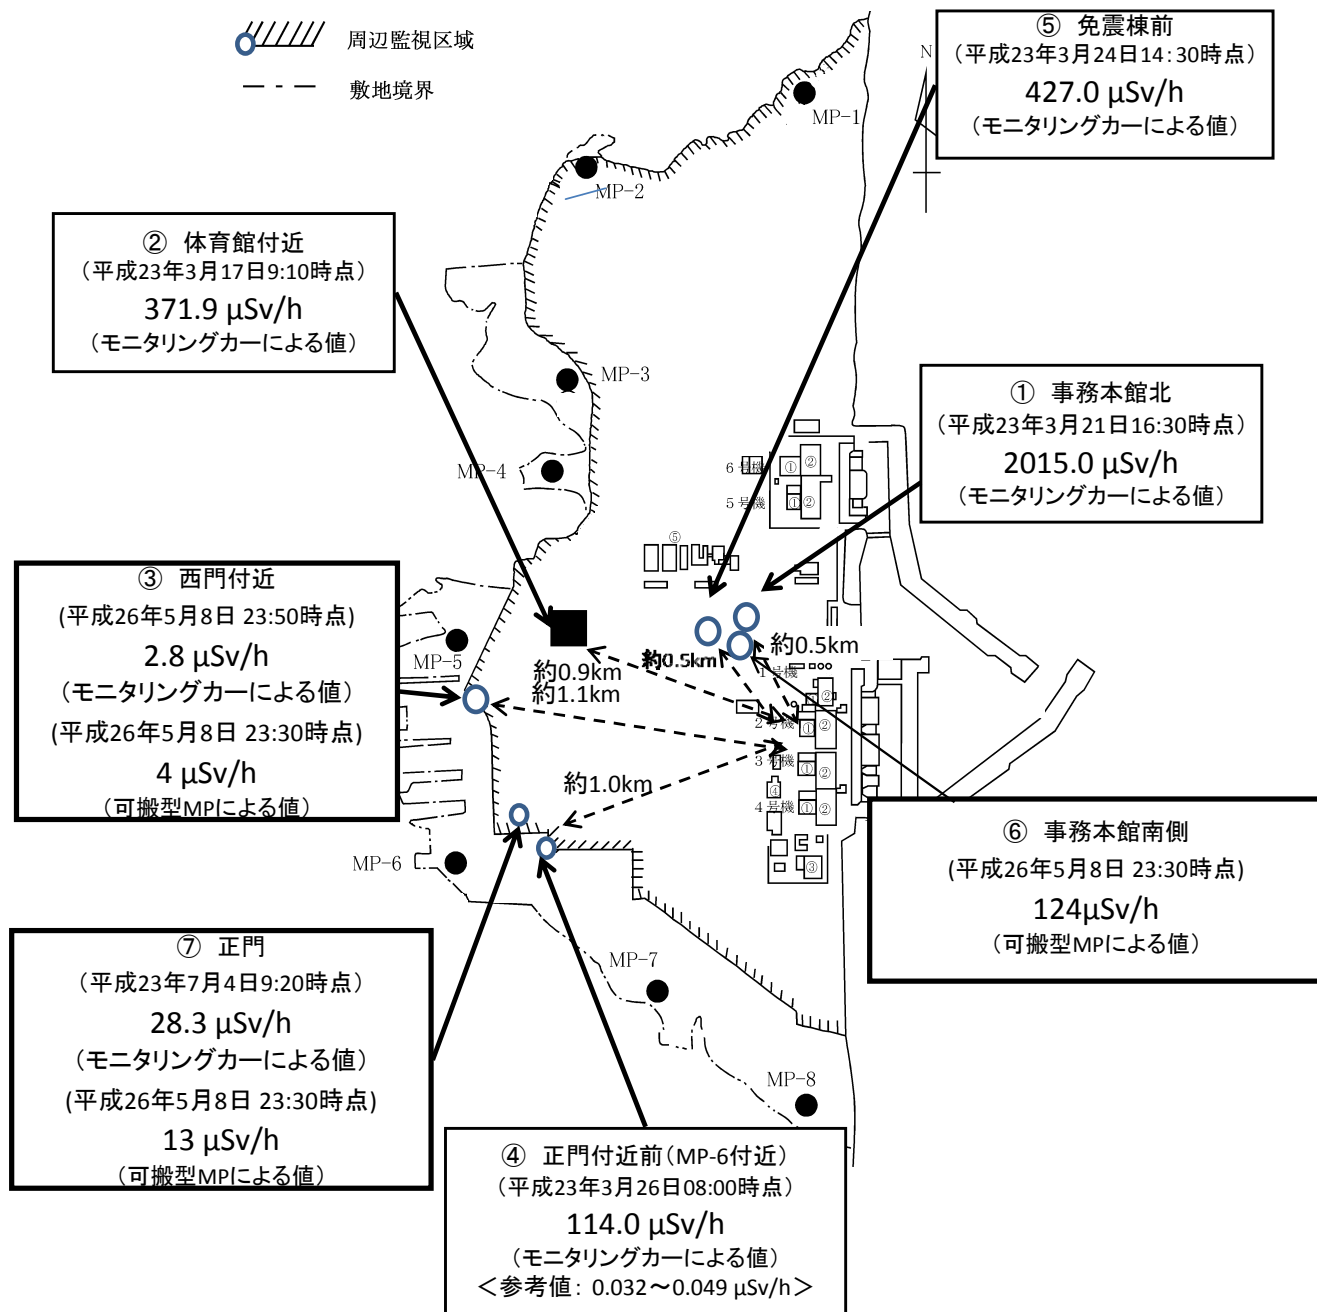 周辺監視区域
敷地境界
⑤ 免震棟前
（平成23年3月24日14:30時点）
427.0 μSv/h
（モニタリングカーによる値）
N
MP-1
MP-2
② 体育館付近
（平成23年3月17日9:10時点）
371.9 μSv/h
（モニタリングカーによる値）
MP-3
① 事務本館北
（平成23年3月21日16:30時点）
2015.0 μSv/h
（モニタリングカーによる値）
MP-4
6号機
① ②
5号機
① ②
⑤
③ 西門付近
(平成26年5月8日 23:50時点)
2.8 μSv/h
（モニタリングカーによる値）
(平成26年5月8日 23:30時点)
4 μSv/h
（可搬型MPによる値）
MP-5
約0.9km
約1.1km
約0.5km
約0.5km
1号機
②
2号機
① ②
3号機
① ②
④
4号機
① ②
③
約1.0km
MP-6
⑥ 事務本館南側
(平成26年5月8日 23:30時点)
124μSv/h
（可搬型MPによる値）
⑦ 正門
（平成23年7月4日9:20時点）
28.3 μSv/h
（モニタリングカーによる値）
(平成26年5月8日 23:30時点)
13 μSv/h
（可搬型MPによる値）
MP-7
MP-8
④ 正門付近前（MP-6付近）
（平成23年3月26日08:00時点）
114.0 μSv/h
（モニタリングカーによる値）
＜参考値： 0.032～0.049 μSv/h＞